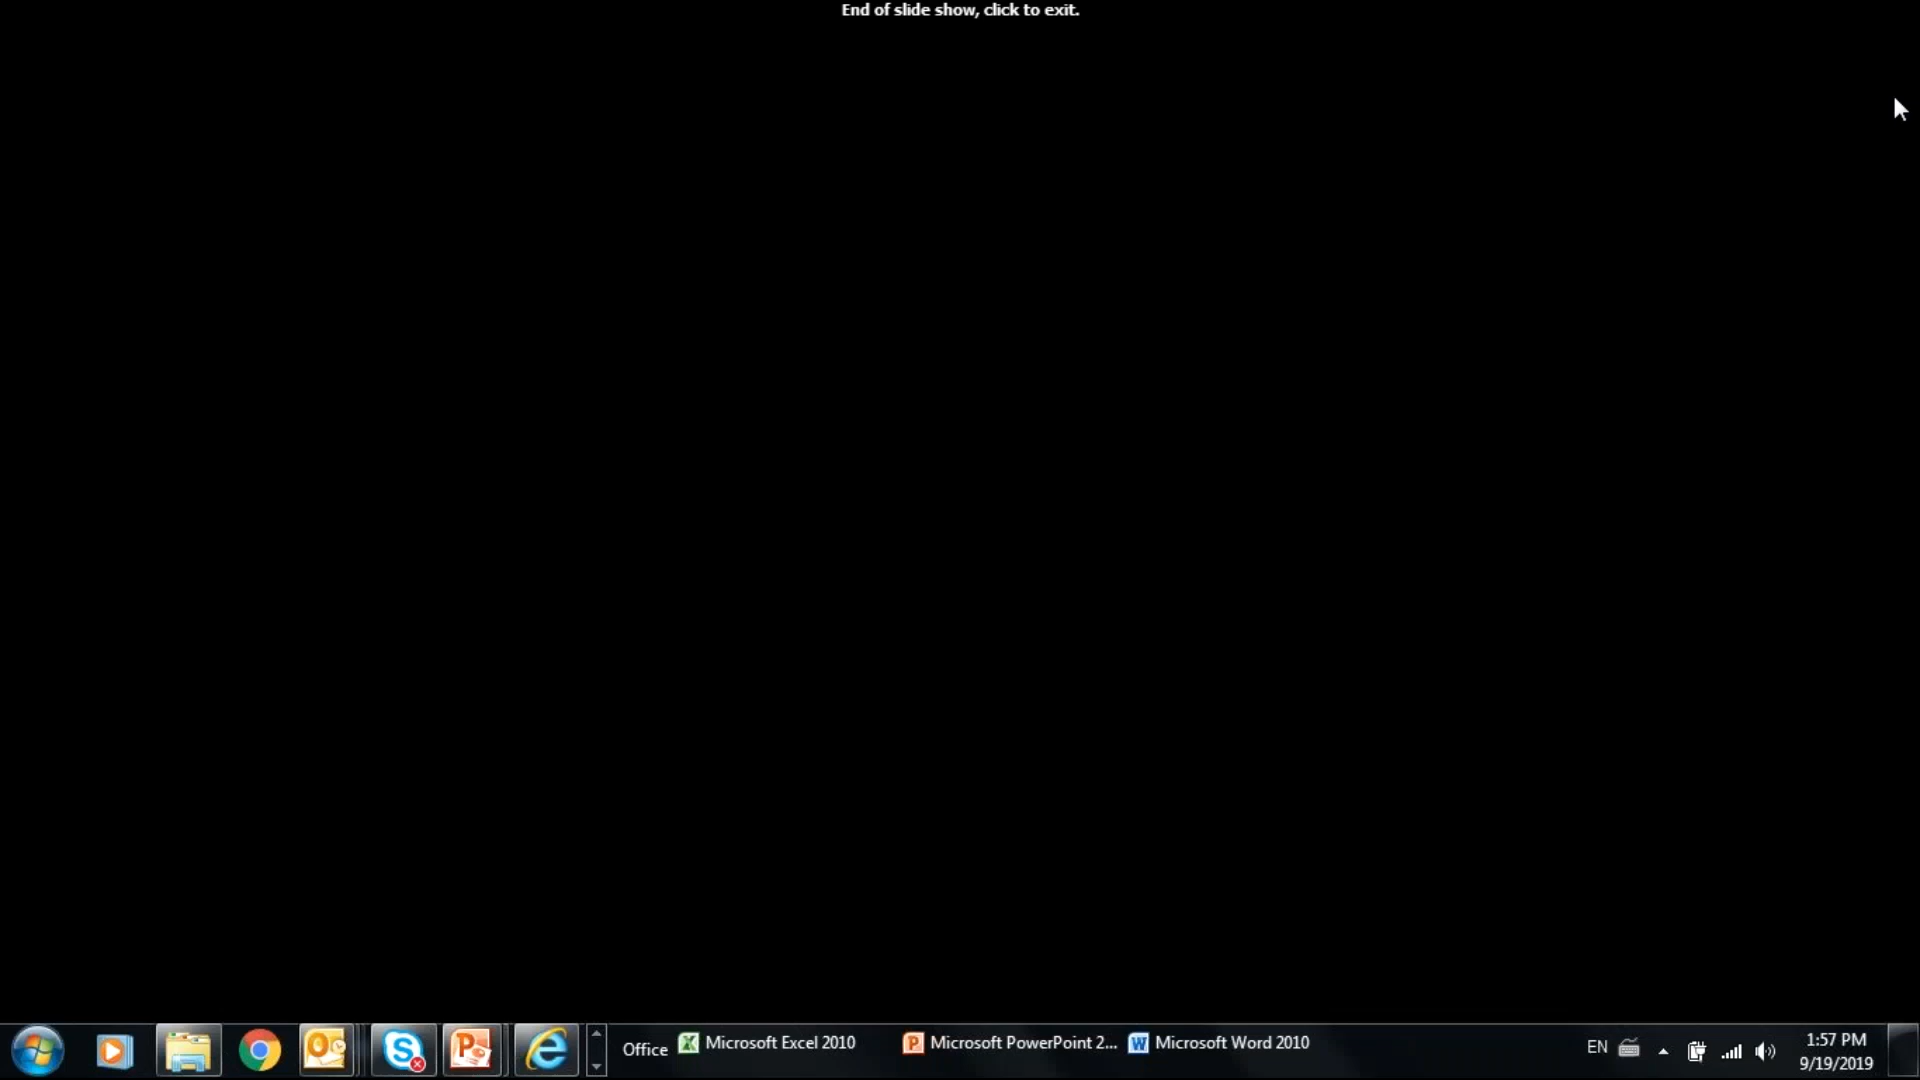 End of slide show, click to exit.
Office
Microsoft Excel 2010
Microsoft PowerPoint 2...
Microsoft Word 2010
EN
1:57 PM
9/19/2019